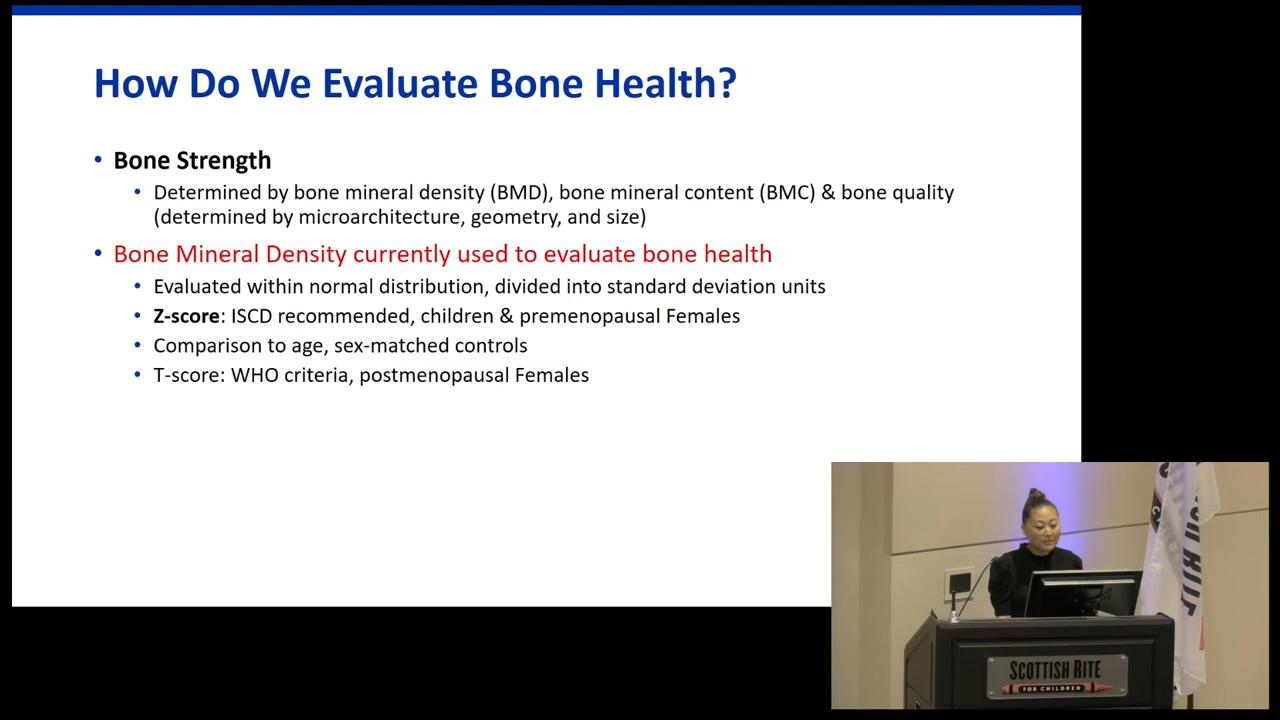 How Do We Evaluate Bone Health?
• Bone Strength
• Determined by bone mineral density (BMD), bone mineral content (BMC) & bone quality
(determined by microarchitecture, geometry, and size)
• Bone Mineral Density currently used to evaluate bone health
• Evaluated within normal distribution, divided into standard deviation units
• Z-score: ISCD recommended, children & premenopausal Females
• Comparison to age, sex-matched controls
• T-score: WHO criteria, postmenopausal Females
SCOTTISH RITE
FOR CHILDREN